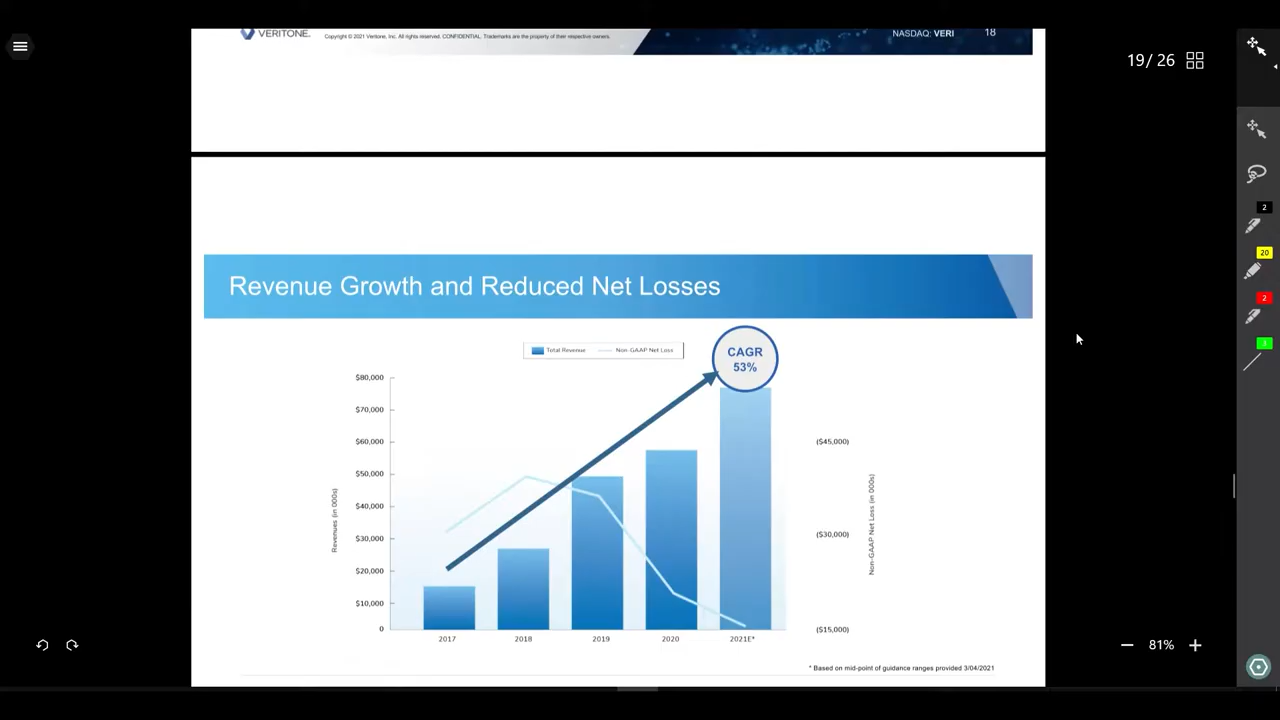 VERITONE.
Copyright © 2021 Veritone, Inc. All rights reserved. CONFIDENTIAL. Trademarks are the property of their respective owners.
NASDAQ: VERI
18
19/ 26
2
20
2
3
Revenue Growth and Reduced Net Losses
Total Revenue
Non-GAAP Net Loss
CAGR
53%
$80,000
$70,000
$60,000
$50,000
$40,000
$30,000
$20,000
$10,000
0
Revenues (in 000s)
2017
2018
2019
2020
2021E*
($45,000)
($30,000)
($15,000)
Non-GAAP Net Loss (in 000s)
* Based on mid-point of guidance ranges provided 3/04/2021
81%